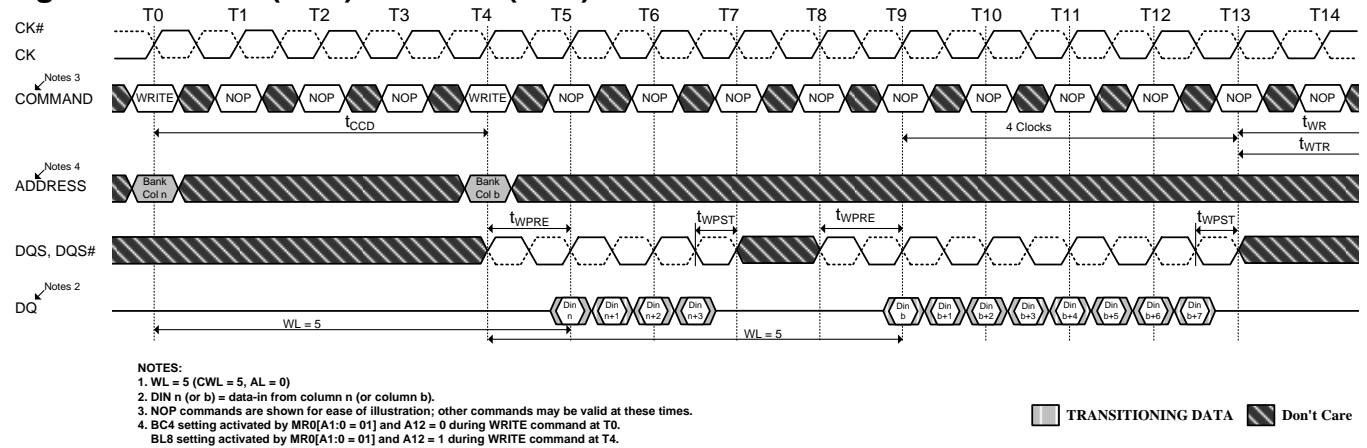 T0 T1 T2 T3 T4 T5 T6 T7 T8 T9 T10 T11 T12 T13 T14
CK#
CK
Notes 3
COMMAND
WRITE NOP NOP NOP WRITE NOP NOP NOP NOP NOP NOP NOP NOP NOP NOP
tCCD
4 Clocks
tWR
tWTR
Notes 4
ADDRESS
Bank Col n
Bank Col b
tWPRE
tWPST
tWPRE
tWPST
DQS, DQS#
Notes 2
DQ
Din n
Din n+1
Din n+2
Din n+3
Din b
Din b+1
Din b+2
Din b+3
Din b+4
Din b+5
Din b+6
Din b+7
WL = 5
WL = 5
NOTES:
1. WL = 5 (CWL = 5, AL = 0)
2. DIN n (or b) = data-in from column n (or column b).
3. NOP commands are shown for ease of illustration; other commands may be valid at these times.
4. BC4 setting activated by MR0[A1:0 = 01] and A12 = 0 during WRITE command at T0.
BL8 setting activated by MR0[A1:0 = 01] and A12 = 1 during WRITE command at T4.
TRANSITIONING DATA
Don't Care